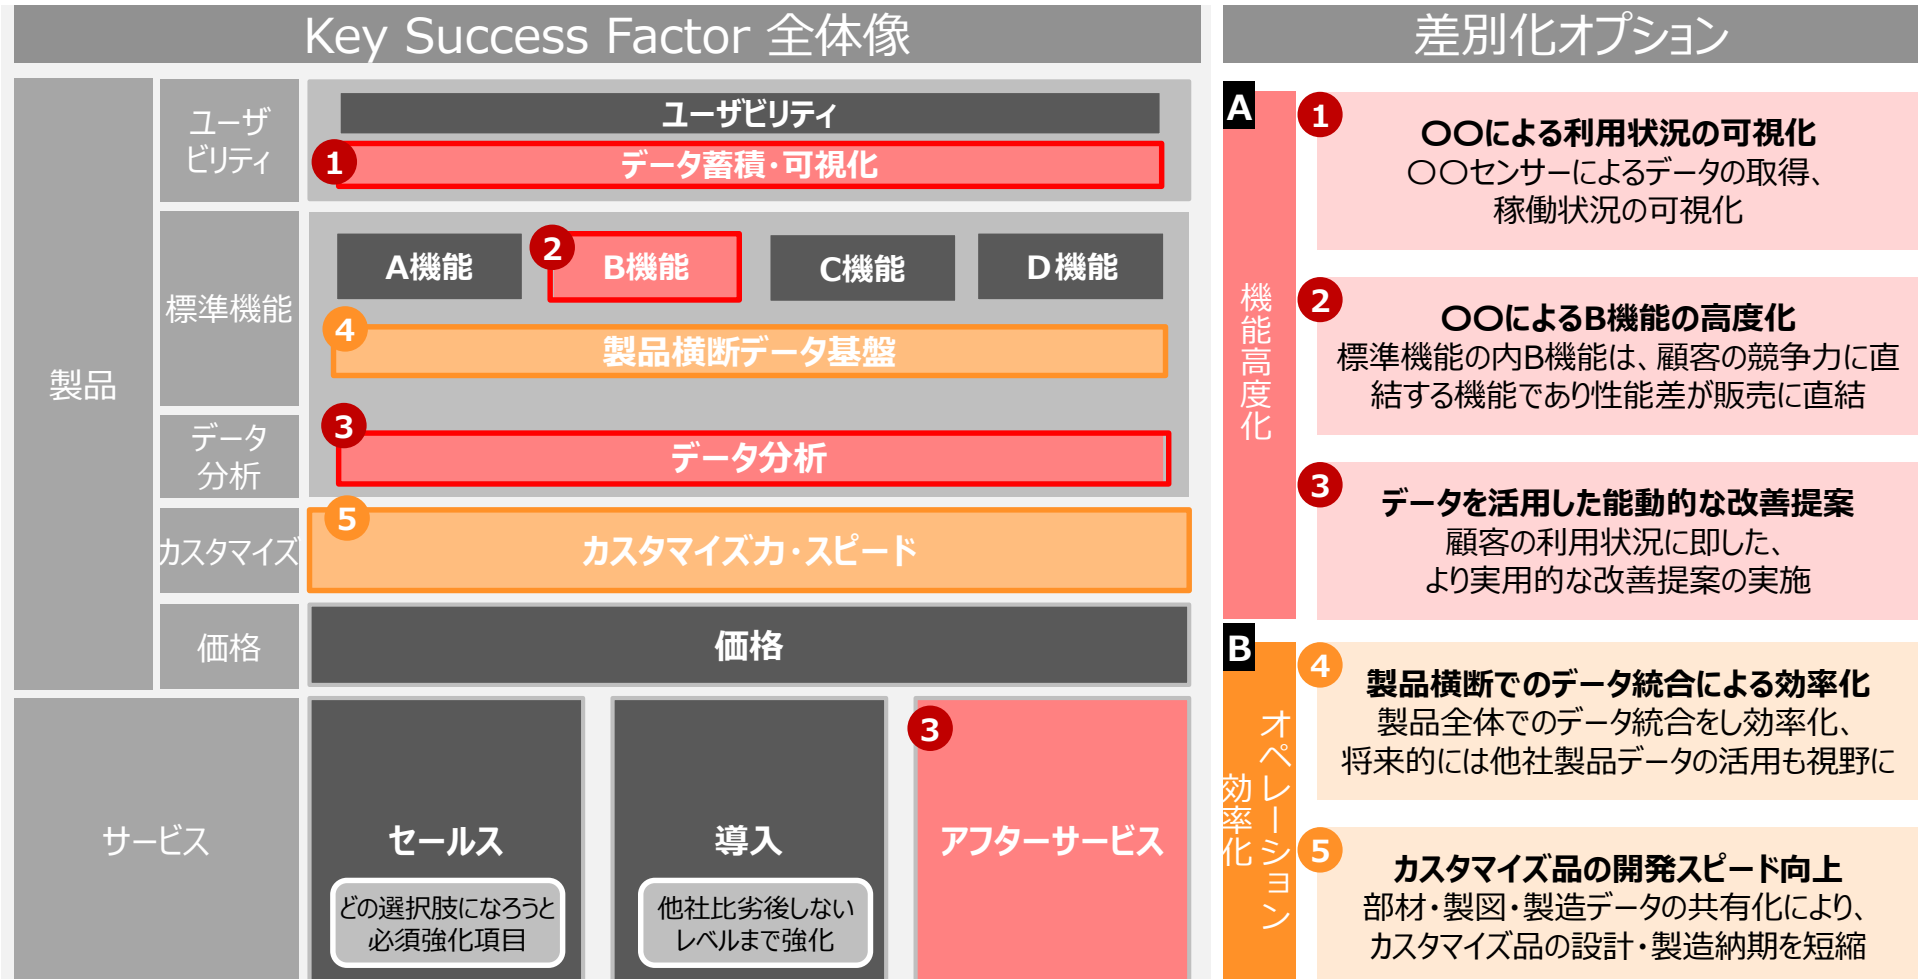 Key Success Factor 全体像
製品
ユーザ
ビリティ
ユーザビリティ
1
データ蓄積・可視化
標準機能
A機能
2
B機能
C機能
D機能
4
製品横断データ基盤
データ
分析
3
データ分析
カスタマイズ
5
カスタマイズ力・スピード
価格
価格
サービス
セールス
どの選択肢になろうと
必須強化項目
導入
他社比劣後しない
レベルまで強化
3
アフターサービス
差別化オプション
A
機能高度化
1
〇〇による利用状況の可視化
〇〇センサーによるデータの取得、
稼働状況の可視化
2
〇〇によるB機能の高度化
標準機能の内B機能は、顧客の競争力に直
結する機能であり性能差が販売に直結
3
データを活用した能動的な改善提案
顧客の利用状況に即した、
より実用的な改善提案の実施
B
オペレーション
効率化
4
製品横断でのデータ統合による効率化
製品全体でのデータ統合をし効率化、
将来的には他社製品データの活用も視野に
5
カスタマイズ品の開発スピード向上
部材・製図・製造データの共有化により、
カスタマイズ品の設計・製造納期を短縮